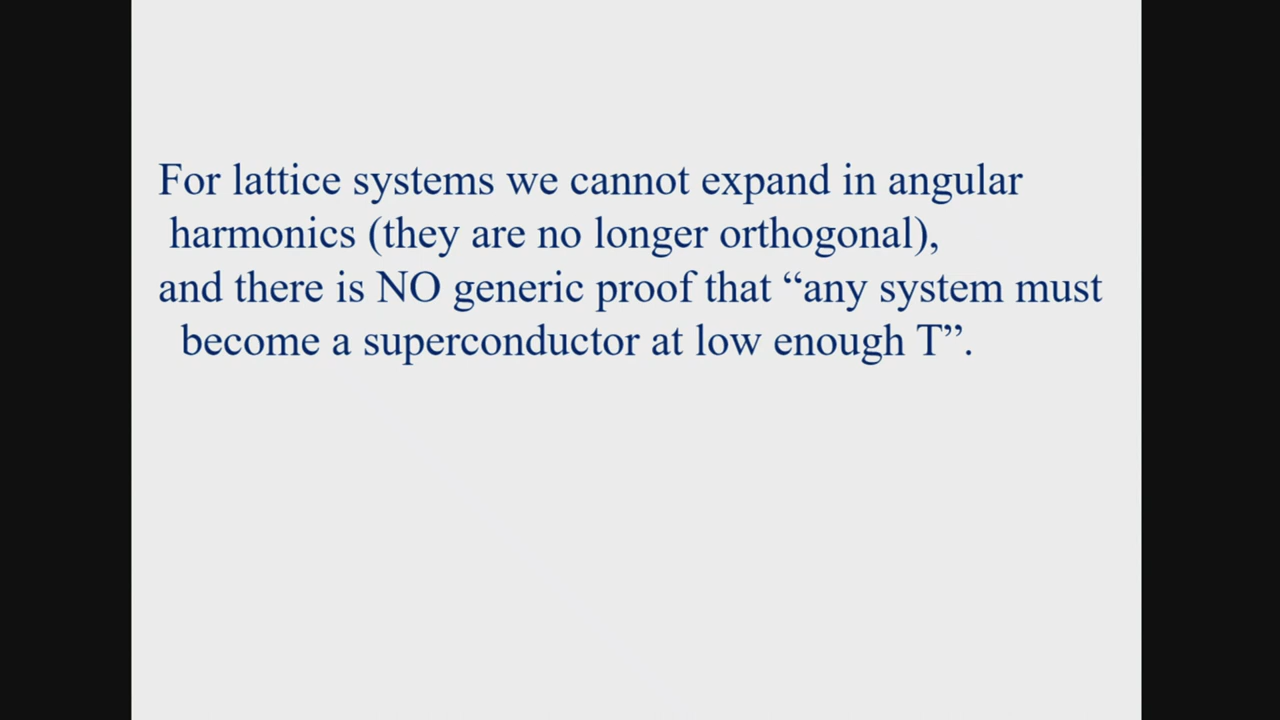 For lattice systems we cannot expand in angular
harmonics (they are no longer orthogonal),
and there is NO generic proof that “any system must
become a superconductor at low enough T”.